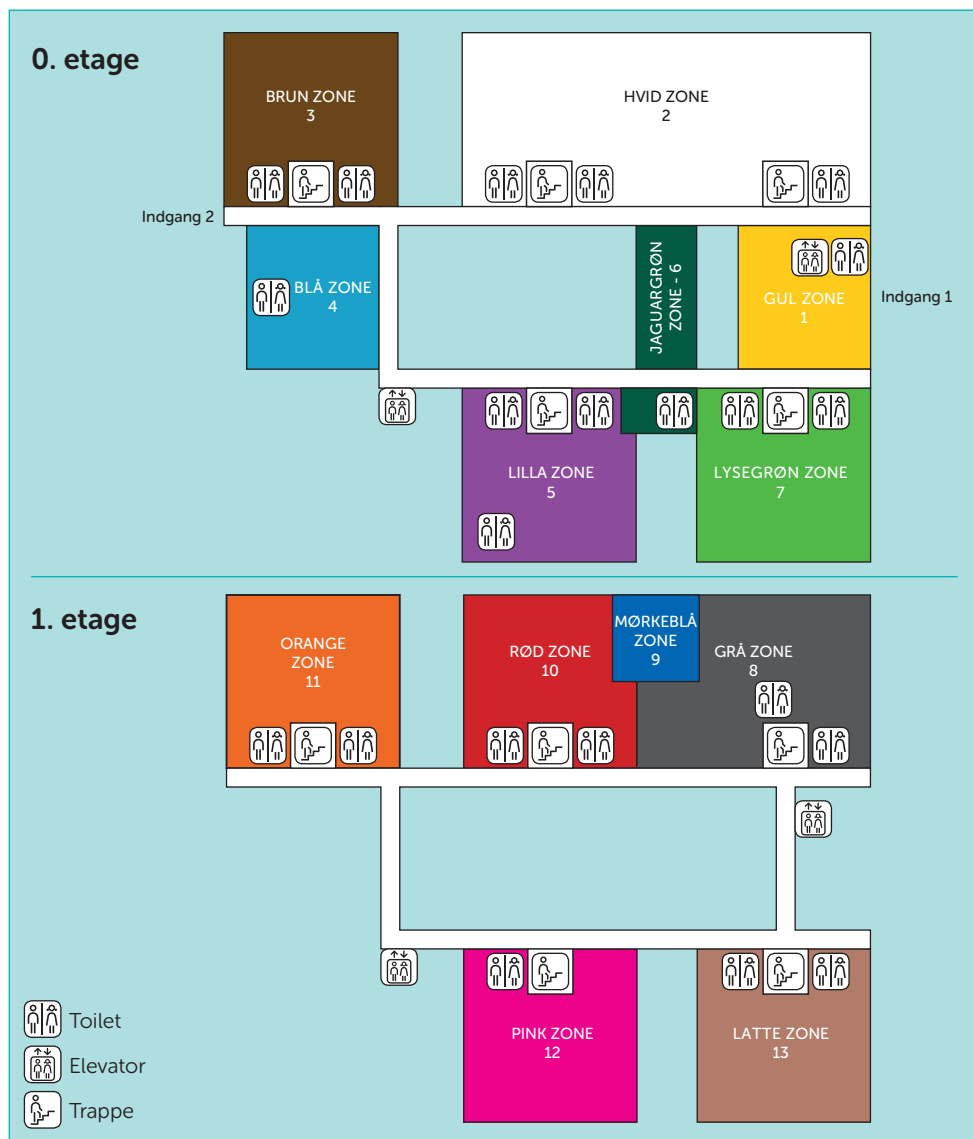 0. etage
BRUN ZONE
3
HVID ZONE
2
Indgang 2
BLÅ ZONE
4
JAGUARGRØN
ZONE - 6
GUL ZONE
1
Indgang 1
LILLA ZONE
5
LYSEGRØN ZONE
7
1. etage
ORANGE
ZONE
11
RØD ZONE
10
MØRKEBLÅ
ZONE
9
GRÅ ZONE
8
PINK ZONE
12
LATTE ZONE
13
Toilet
Elevator
Trappe